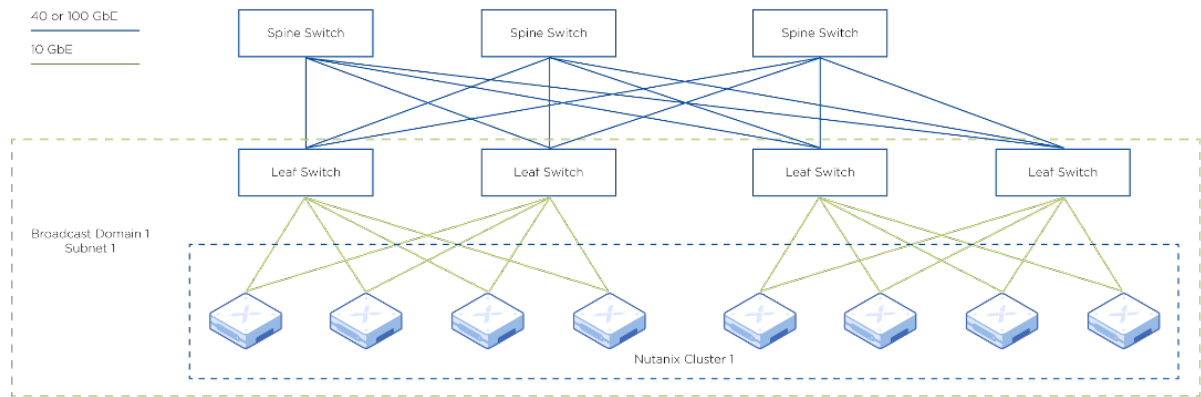 40 or 100 GbE
10 GbE
Spine Switch
Spine Switch
Spine Switch
Leaf Switch
Leaf Switch
Leaf Switch
Leaf Switch
Broadcast Domain 1
Subnet 1
Nutanix Cluster 1